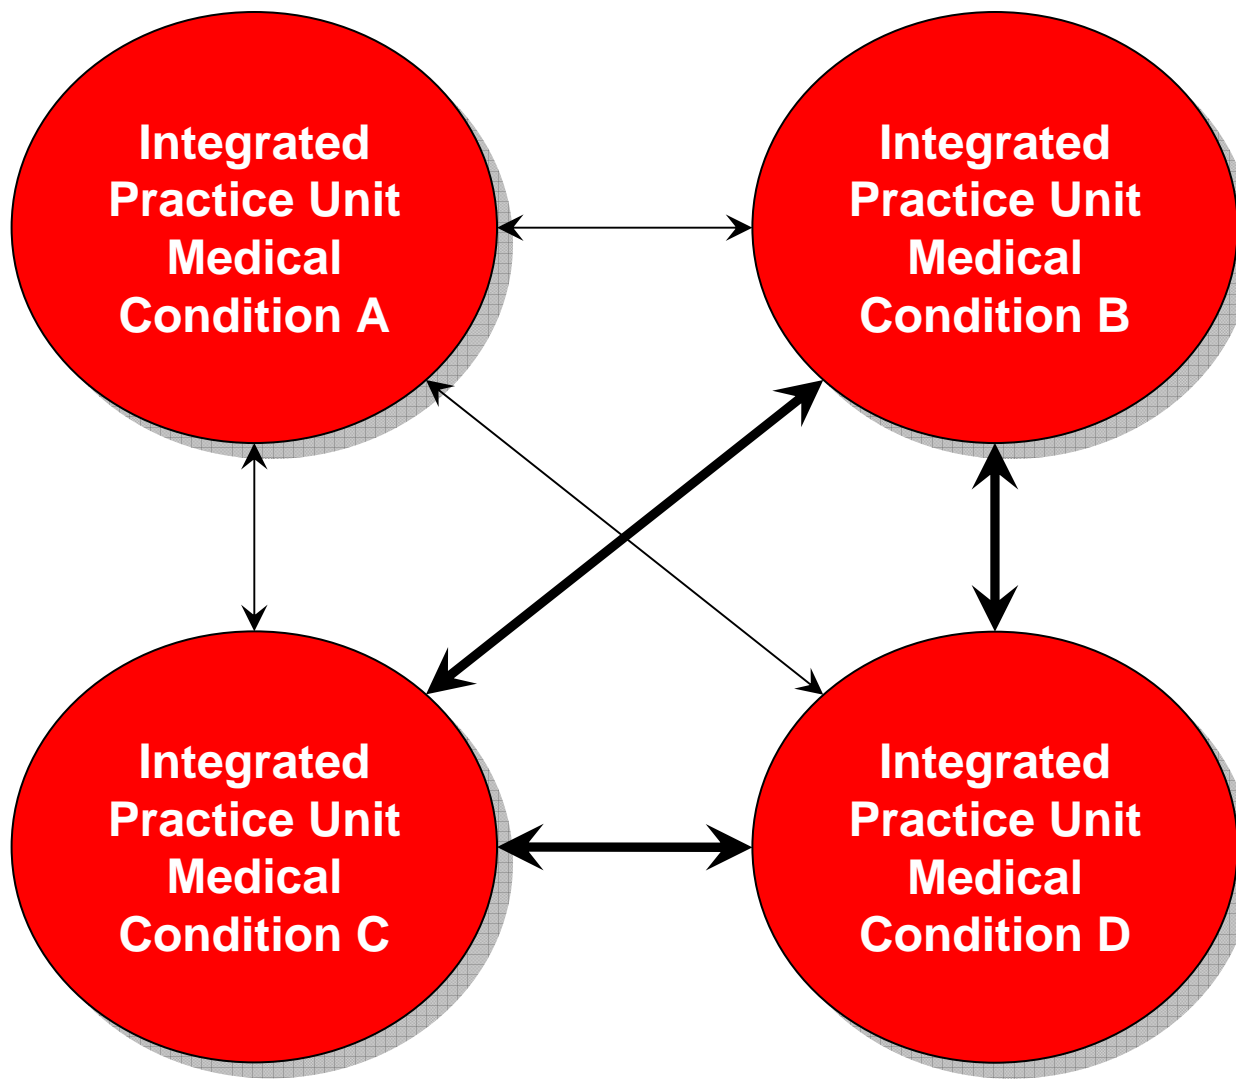 Integrated
Practice Unit
Medical
Condition A
Integrated
Practice Unit
Medical
Condition B
Integrated
Practice Unit
Medical
Condition C
Integrated
Practice Unit
Medical
Condition D